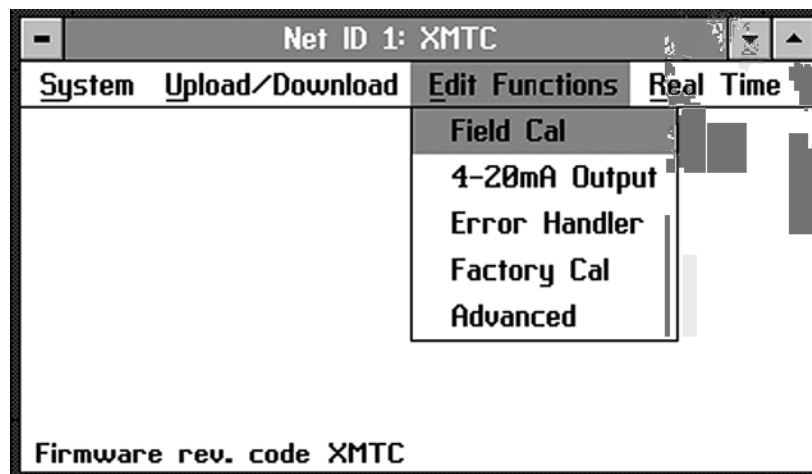 Net ID 1: XMTC
System Upload/Download Edit Functions Real Time
Field Cal
4-20mA Output
Error Handler
Factory Cal
Advanced
Firmware rev. code XMTC